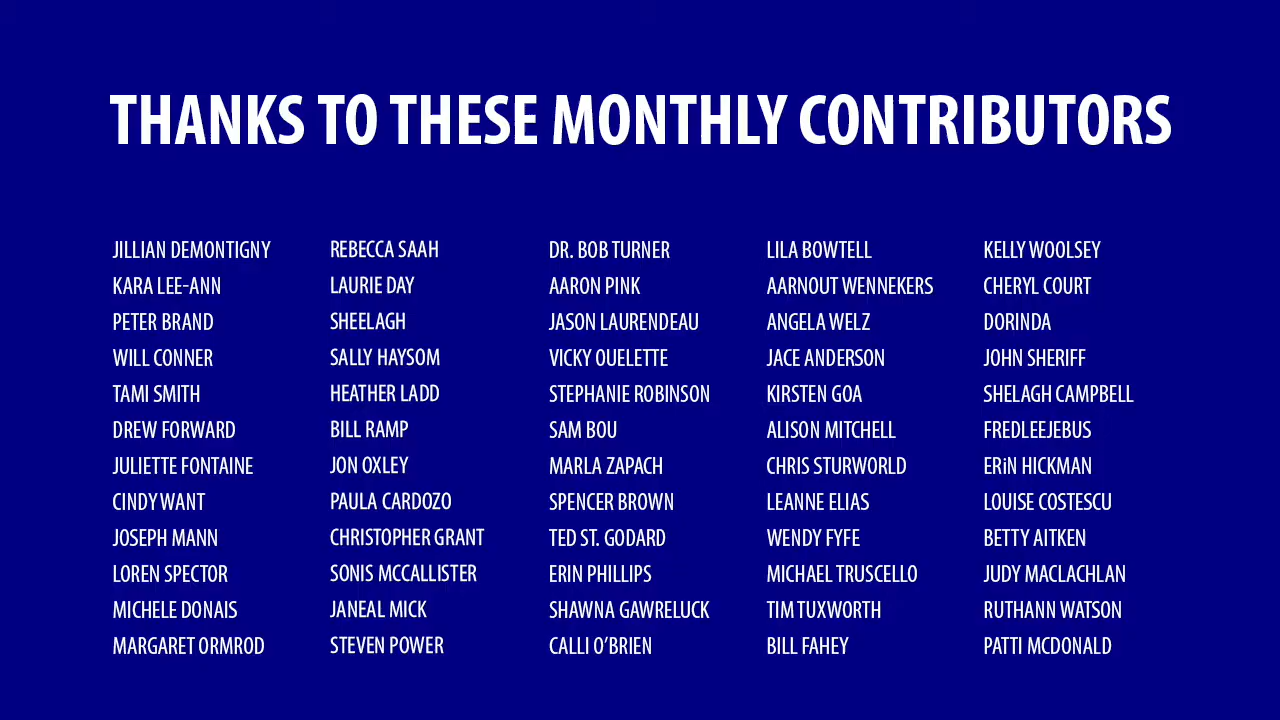 THANKS TO THESE MONTHLY CONTRIBUTORS
JILLIAN DEMONTIGNY
KARA LEE-ANN
PETER BRAND
WILL CONNER
TAMI SMITH
DREW FORWARD
JULIETTE FONTAINE
CINDY WANT
JOSEPH MANN
LOREN SPECTOR
MICHELE DONAIS
MARGARET ORMROD
REBECCA SAAH
LAURIE DAY
SHEELAGH
SALLY HAYSOM
HEATHER LADD
BILL RAMP
JON OXLEY
PAULA CARDOZO
CHRISTOPHER GRANT
SONIS MCCALLISTER
JANEAL MICK
STEVEN POWER
DR. BOB TURNER
AARON PINK
JASON LAURENDEAU
VICKY OUELETTE
STEPHANIE ROBINSON
SAM BOU
MARLA ZAPACH
SPENCER BROWN
TED ST. GODARD
ERIN PHILLIPS
SHAWNA GAWRELUCK
CALLI O’BRIEN
LILA BOWTELL
AARNOUT WENNEKERS
ANGELA WELZ
JACE ANDERSON
KIRSTEN GOA
ALISON MITCHELL
CHRIS STURWORLD
LEANNE ELIAS
WENDY FYFE
MICHAEL TRUSCELLO
TIM TUXWORTH
BILL FAHEY
KELLY WOOLSEY
CHERYL COURT
DORINDA
JOHN SHERIFF
SHELAGH CAMPBELL
FREDLEEJEBUS
ERiN HICKMAN
LOUISE COSTESCU
BETTY AITKEN
JUDY MACLACHLAN
RUTHANN WATSON
PATTI MCDONALD